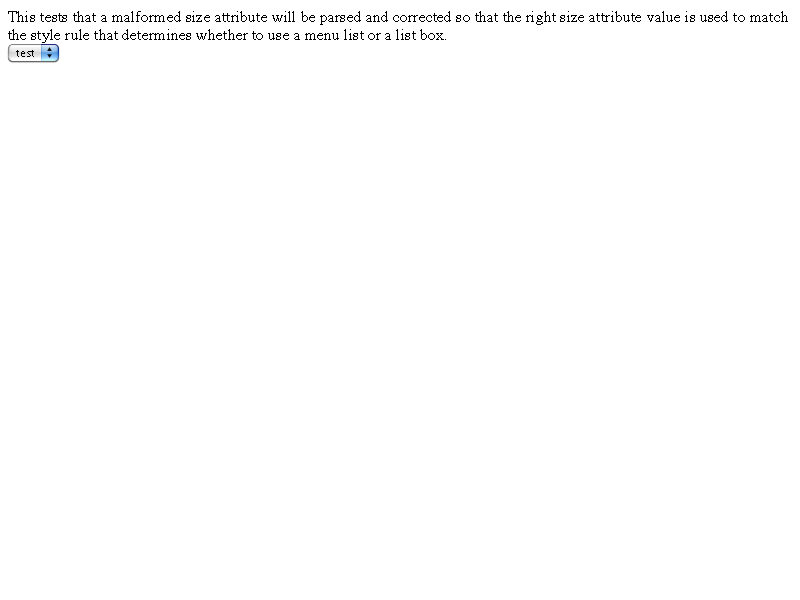 This tests that a malformed size attribute will be parsed and corrected so that the right size attribute value is used to match
the style rule that determines whether to use a menu list or a list box.
test